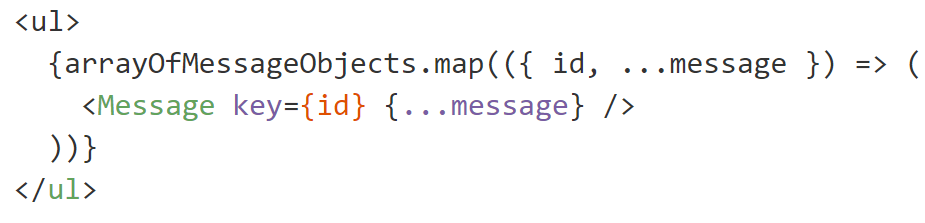 <ul>
  {arrayOfMessageObjects.map(({ id, ...message }) => (
    <Message key={id} {...message} />
  ))}
</ul>